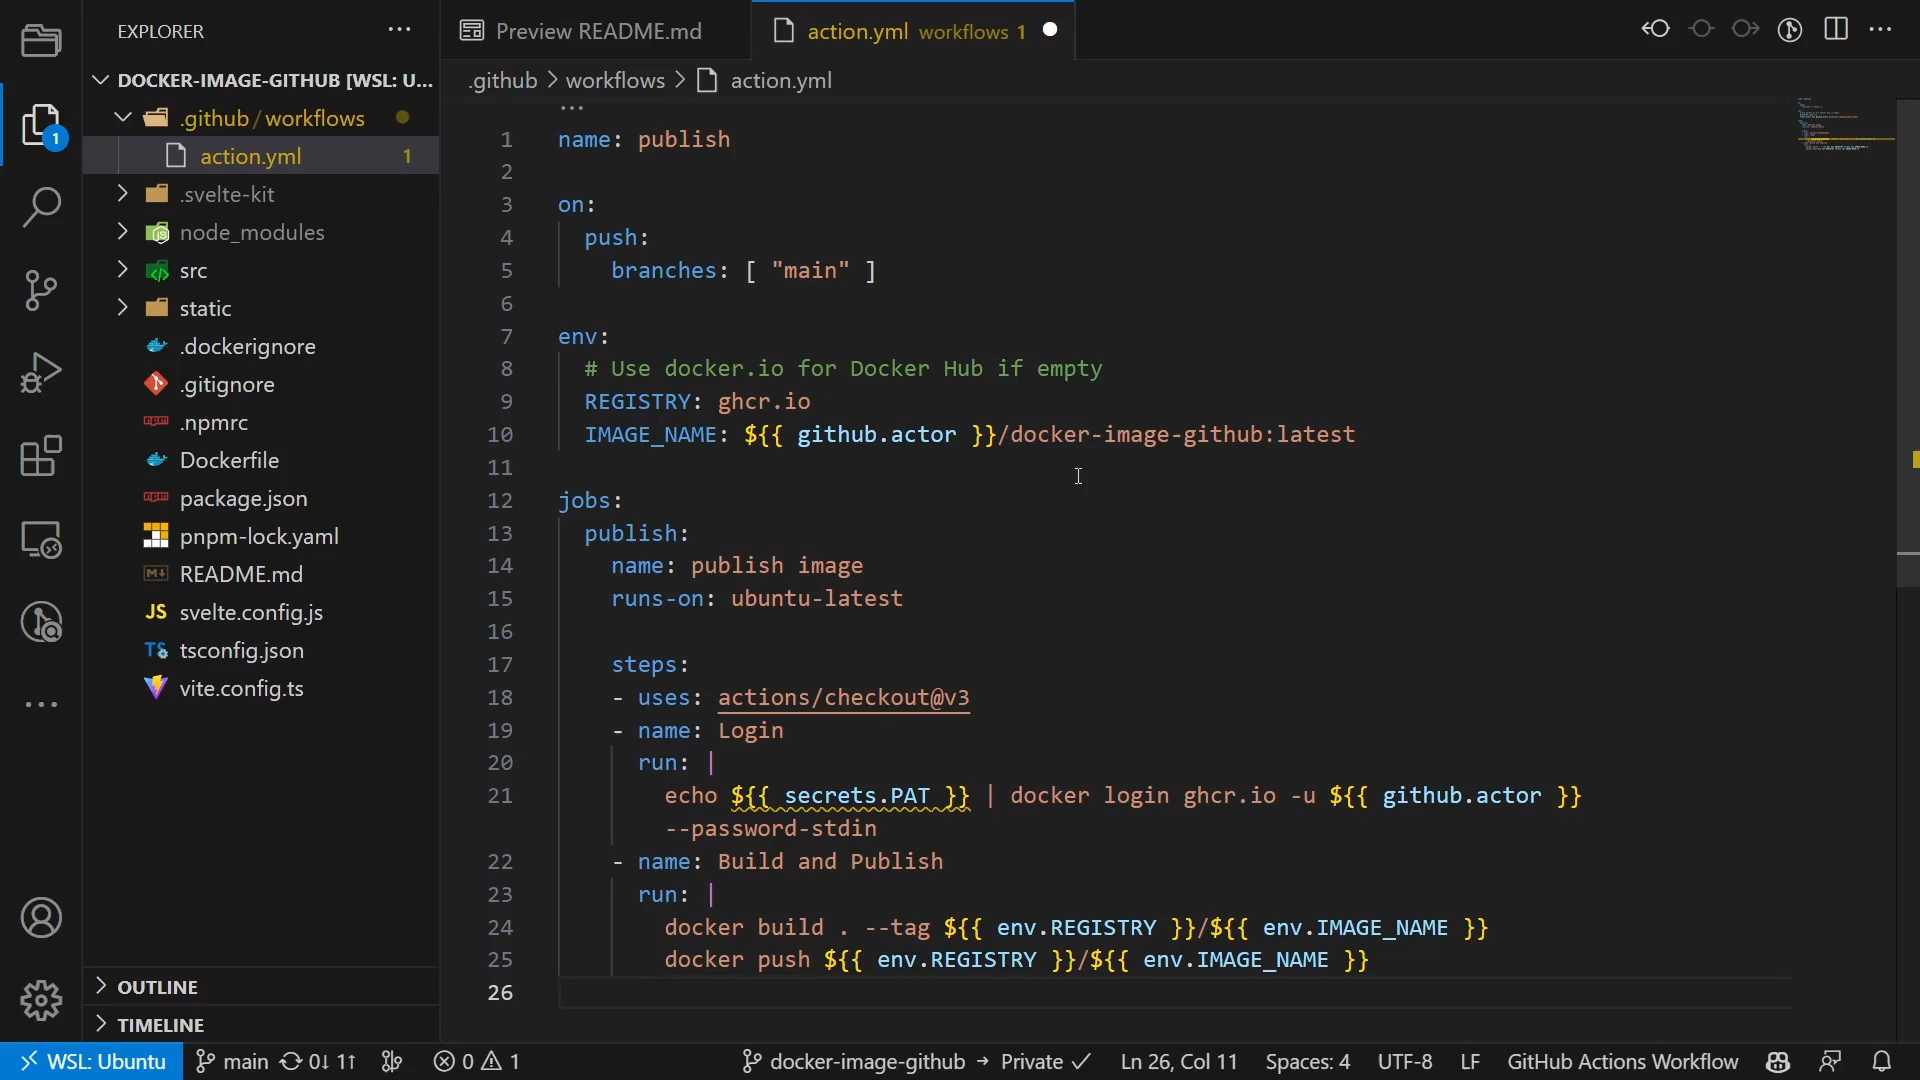 EXPLORER
Preview README.md
action.yml workflows 1
DOCKER-IMAGE-GITHUB [WSL: U...
.github > workflows > action.yml
.github / workflows
action.yml 1
.svelte-kit
node_modules
src
static
.dockerignore
.gitignore
.npmrc
Dockerfile
package.json
pnpm-lock.yaml
README.md
JS svelte.config.js
TS tsconfig.json
vite.config.ts
OUTLINE
TIMELINE
1
...
1 name: publish
2
3 on:
4 push:
5 branches: [ "main" ]
6
7 env:
8 # Use docker.io for Docker Hub if empty
9 REGISTRY: ghcr.io
10 IMAGE_NAME: ${{ github.actor }}/docker-image-github:latest
11
12 jobs:
13 publish:
14 name: publish image
15 runs-on: ubuntu-latest
16
17 steps:
18 - uses: actions/checkout@v3
19 - name: Login
20 run: |
21 echo ${{ secrets.PAT }} | docker login ghcr.io -u ${{ github.actor }}
--password-stdin
22 - name: Build and Publish
23 run: |
24 docker build . --tag ${{ env.REGISTRY }}/${{ env.IMAGE_NAME }}
25 docker push ${{ env.REGISTRY }}/${{ env.IMAGE_NAME }}
26
WSL: Ubuntu main 0↓ 1↑ 0 1 docker-image-github → Private ✓ Ln 26, Col 11 Spaces: 4 UTF-8 LF GitHub Actions Workflow